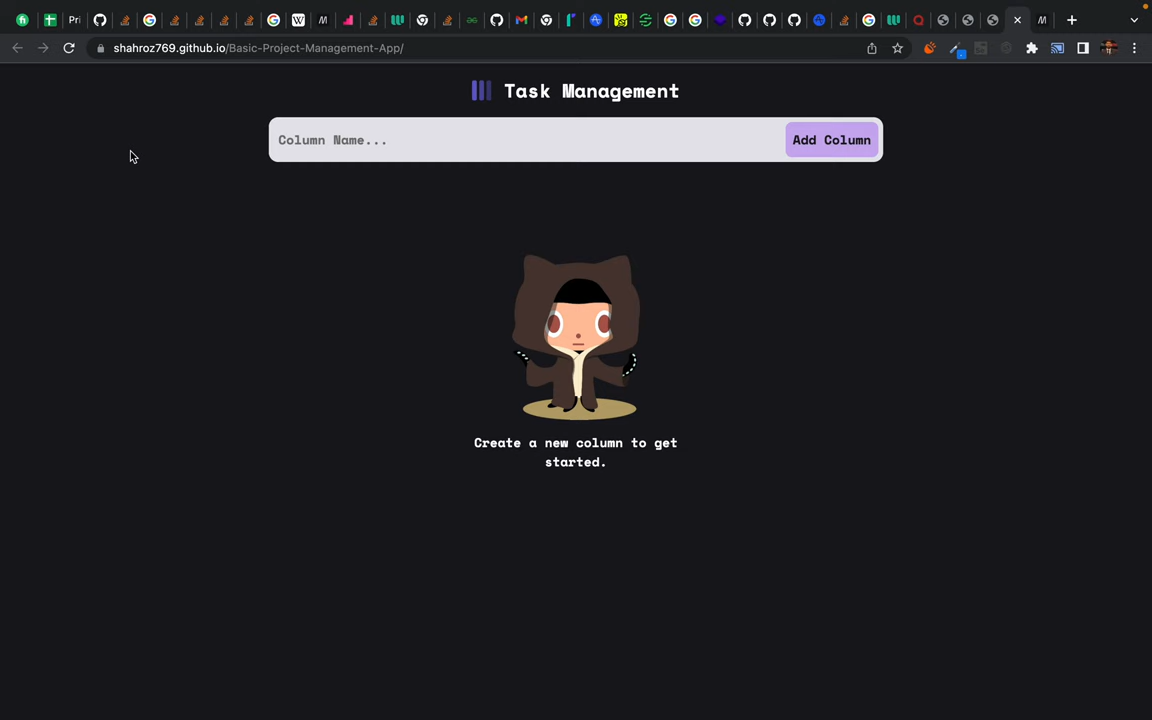 Pri
shahroz769.github.io/Basic-Project-Management-App/
Task Management
Column Name...
Add Column
Create a new column to get
started.